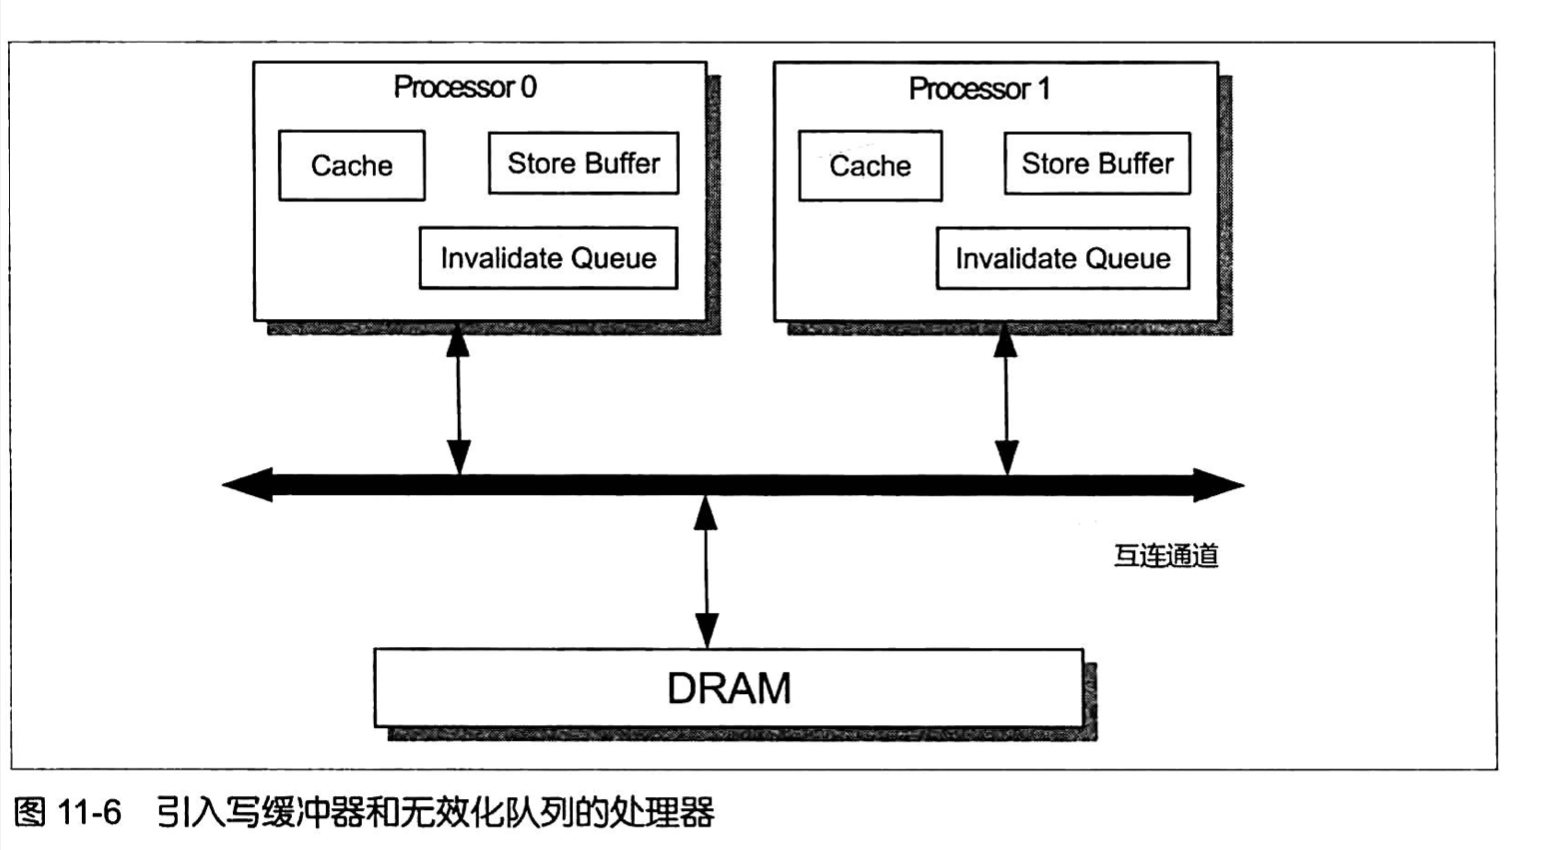 Processor 0
Cache
Store Buffer
Invalidate Queue
Processor 1
Cache
Store Buffer
Invalidate Queue
互连通道
DRAM
图 11-6 引入写缓冲器和无效化队列的处理器